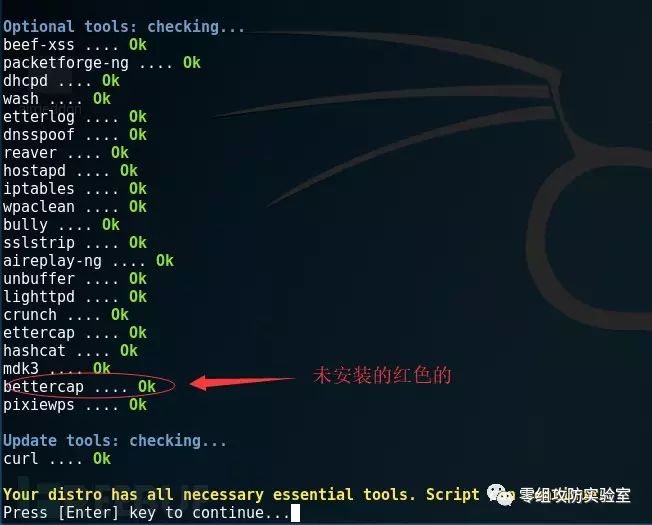 Optional tools: checking...
beef-xss .... Ok
packetforge-ng .... Ok
dhcpd .... Ok
wash .... Ok
etterlog .... Ok
dnsspoof .... Ok
reaver .... Ok
hostapd .... Ok
iptables .... Ok
wpaclean .... Ok
bully .... Ok
sslstrip .... Ok
aireplay-ng .... Ok
unbuffer .... Ok
lighttpd .... Ok
crunch .... Ok
ettercap .... Ok
hashcat .... Ok
mdk3 .... Ok
bettercap .... Ok
未安装的红色的
pixiewps .... Ok
Update tools: checking...
curl .... Ok
Your distro has all necessary essential tools. Script
零组攻防实验室
Press [Enter] key to continue...